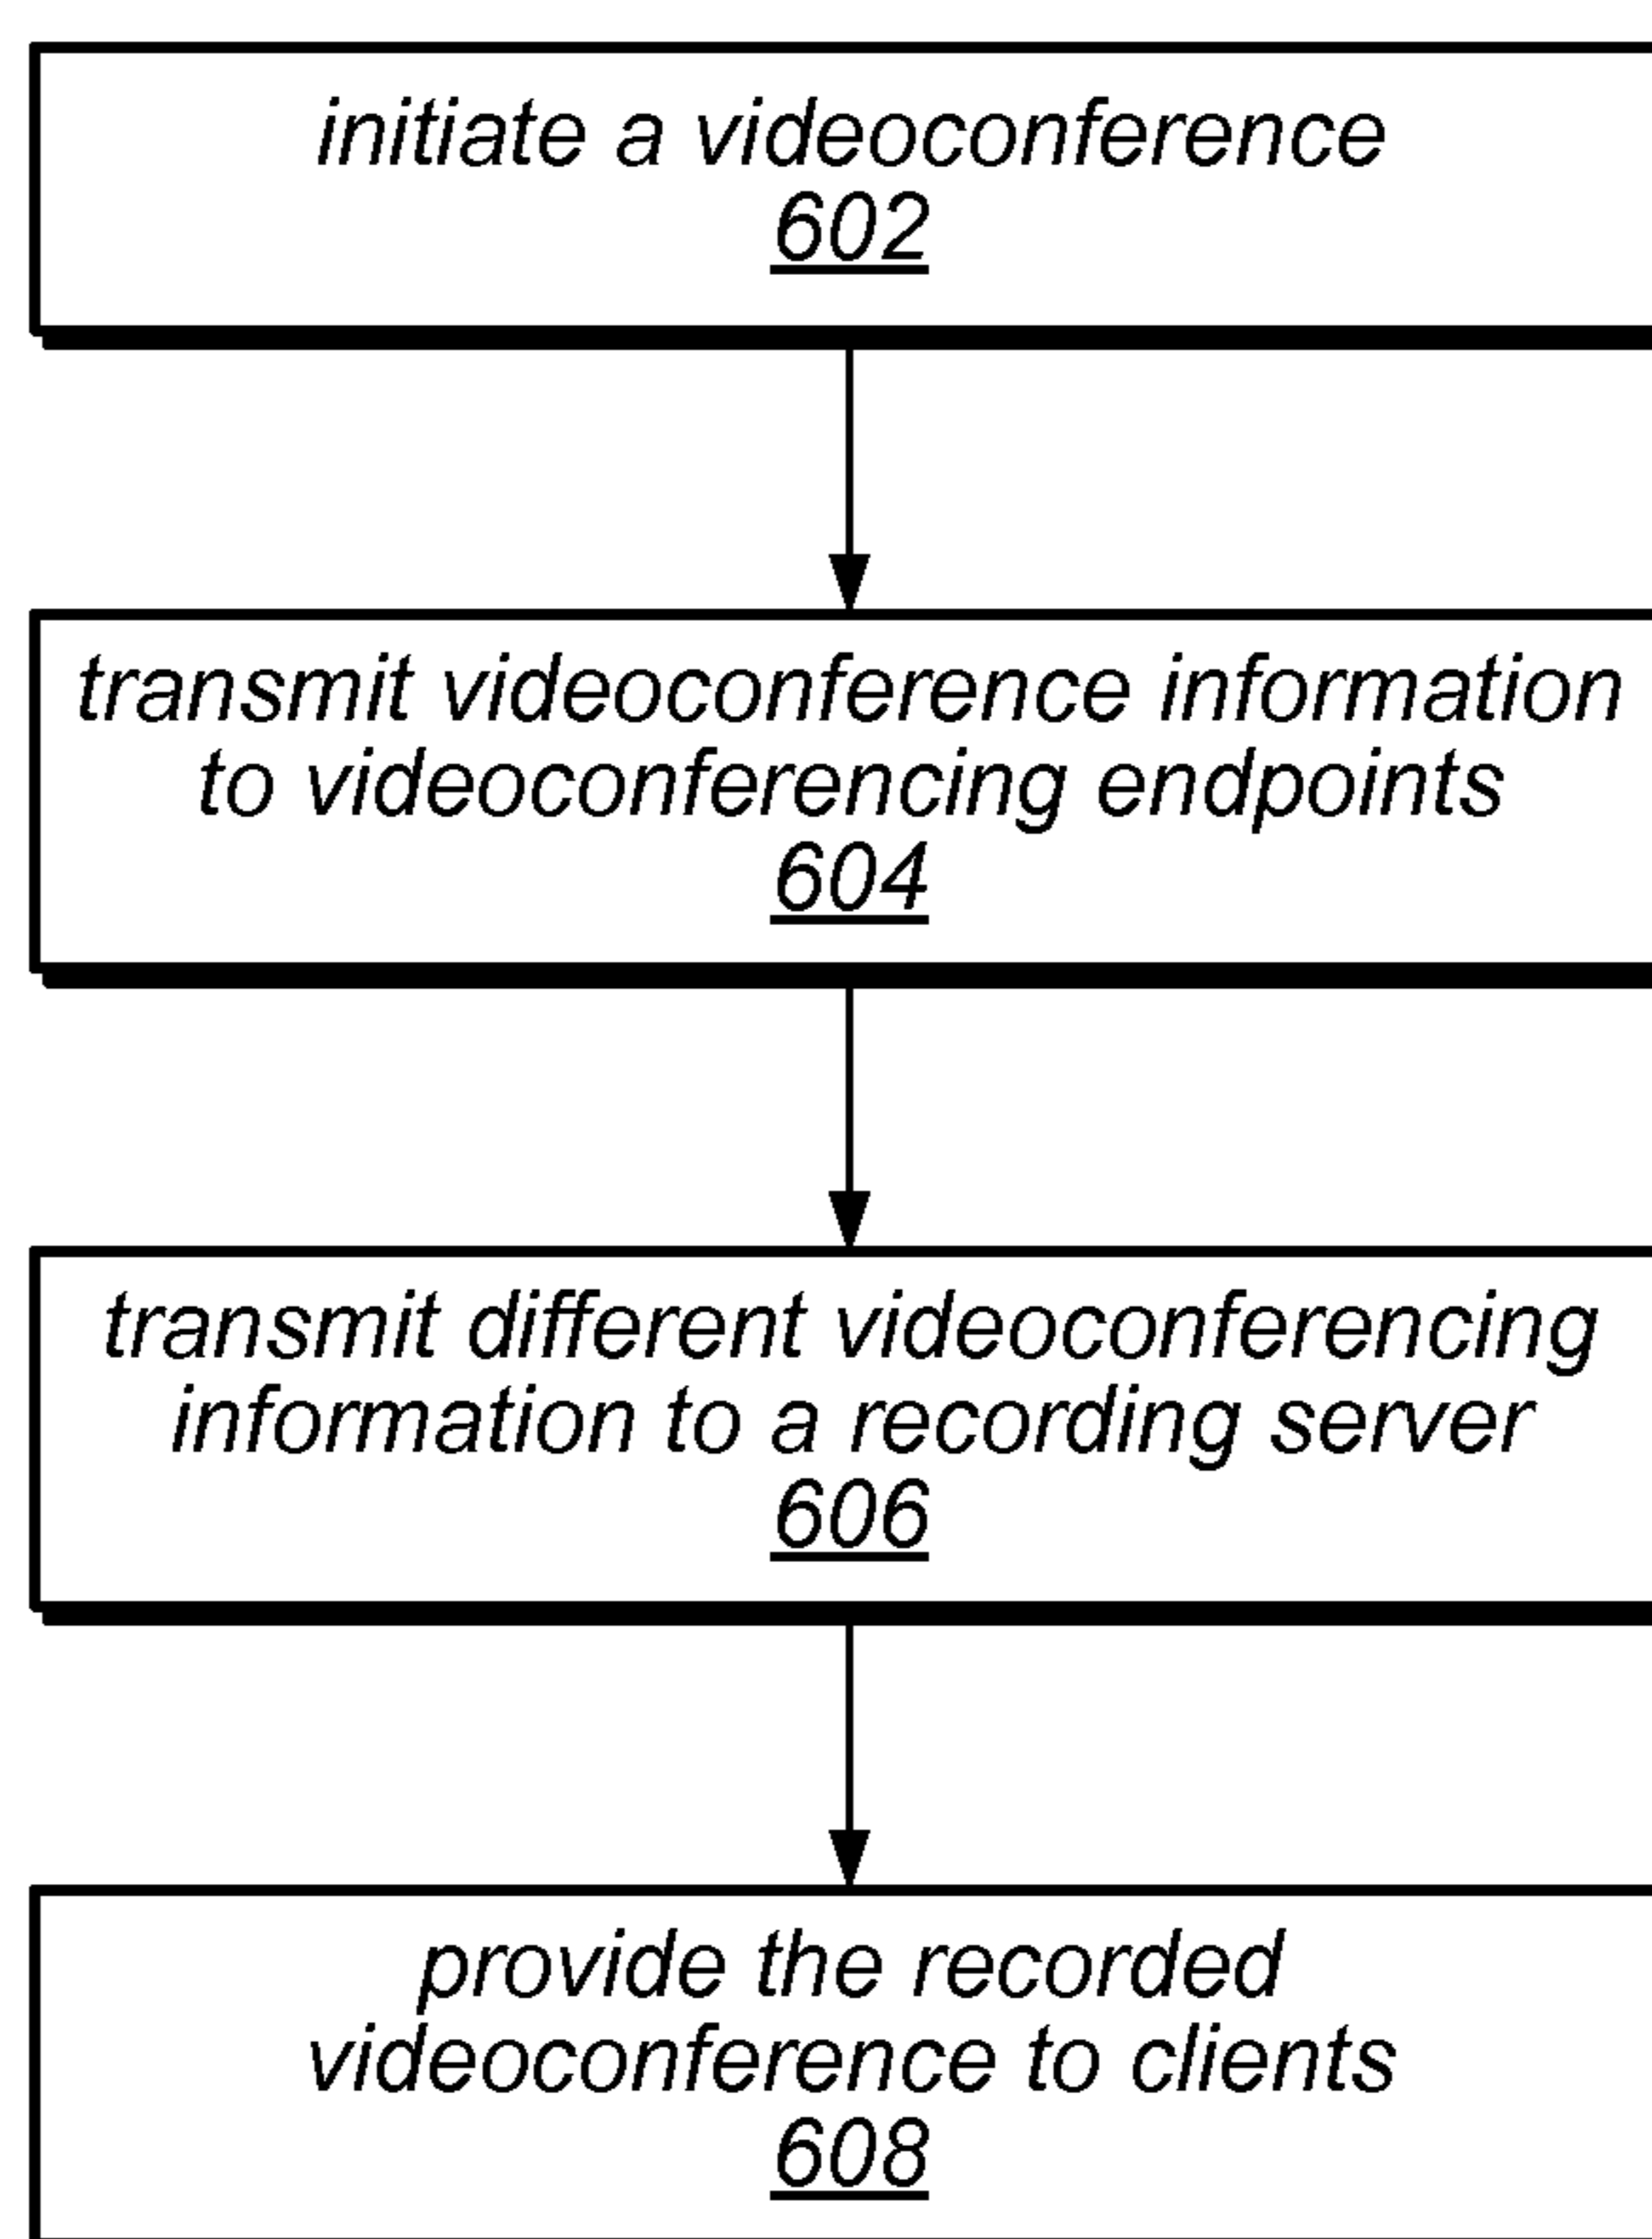 initiate a videoconference
602
transmit videoconference information
to videoconferencing endpoints
604
transmit different videoconferencing
information to a recording server
606
provide the recorded
videoconference to clients
608